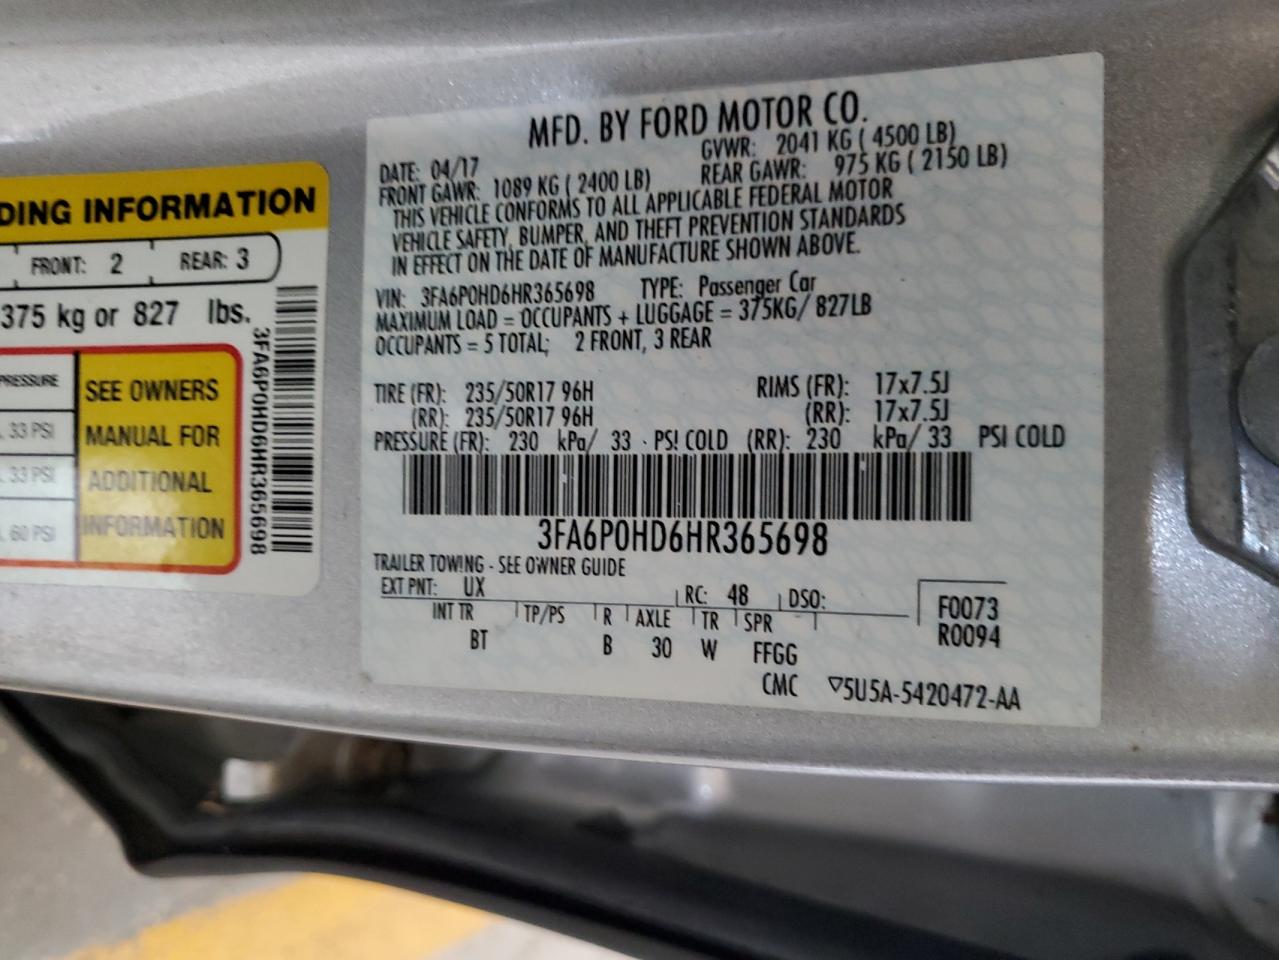 DING INFORMATION
FRONT: 2 REAR: 3
375 kg or 827 lbs.
PRESSURE
33 PSI
33 PSI
60 PSI
SEE OWNERS
MANUAL FOR
ADDITIONAL
INFORMATION
3FA6P0HD6HR365698
MFD. BY FORD MOTOR CO.
DATE: 04/17 GVWR: 2041 KG ( 4500 LB)
FRONT GAWR: 1089 KG ( 2400 LB) REAR GAWR: 975 KG ( 2150 LB)
THIS VEHICLE CONFORMS TO ALL APPLICABLE FEDERAL MOTOR
VEHICLE SAFETY, BUMPER, AND THEFT PREVENTION STANDARDS
IN EFFECT ON THE DATE OF MANUFACTURE SHOWN ABOVE.
VIN: 3FA6P0HD6HR365698 TYPE: Passenger Car
MAXIMUM LOAD = OCCUPANTS + LUGGAGE = 375KG/ 827LB
OCCUPANTS = 5 TOTAL; 2 FRONT, 3 REAR
TIRE (FR): 235/50R17 96H RIMS (FR): 17x7.5J
(RR): 235/50R17 96H (RR): 17x7.5J
PRESSURE (FR): 230 kPa/ 33 PSI COLD (RR): 230 kPa/ 33 PSI COLD
3FA6P0HD6HR365698
TRAILER TOWING - SEE OWNER GUIDE
EXT PNT: UX RC: 48 DSO:
INT TR TP/PS R AXLE TR SPR
BT B 30 W FFGG
F0073
R0094
CMC ▽5U5A-5420472-AA